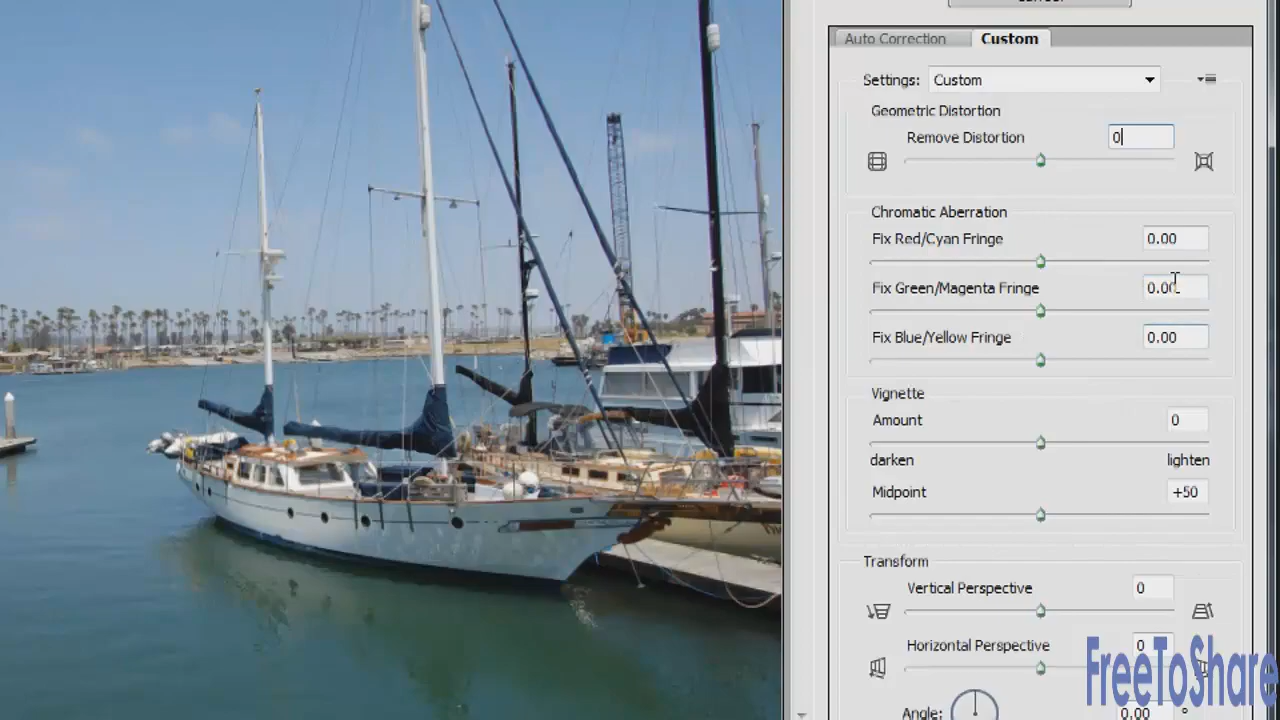 Auto Correction
Custom
Settings: Custom
Geometric Distortion
Remove Distortion 0
Chromatic Aberration
Fix Red/Cyan Fringe 0.00
Fix Green/Magenta Fringe 0.00
Fix Blue/Yellow Fringe 0.00
Vignette
Amount 0
darken lighten
Midpoint +50
Transform
Vertical Perspective 0
Horizontal Perspective 0
Angle: 0.00 °
FreeToShare